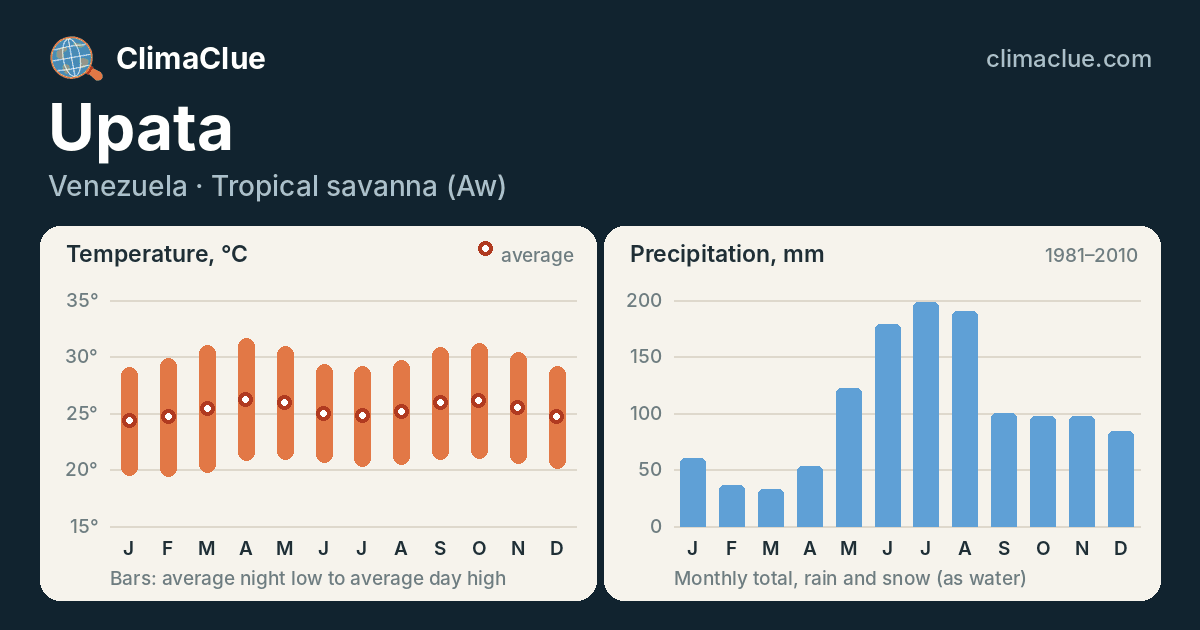 ClimaClue
climaclue.com
Upata
Venezuela · Tropical savanna (Aw)
Temperature, °C
average
35°
30°
25°
20°
15°
J F M A M J J A S O N D
Bars: average night low to average day high
Precipitation, mm
1981–2010
200
150
100
50
0
J F M A M J J A S O N D
Monthly total, rain and snow (as water)